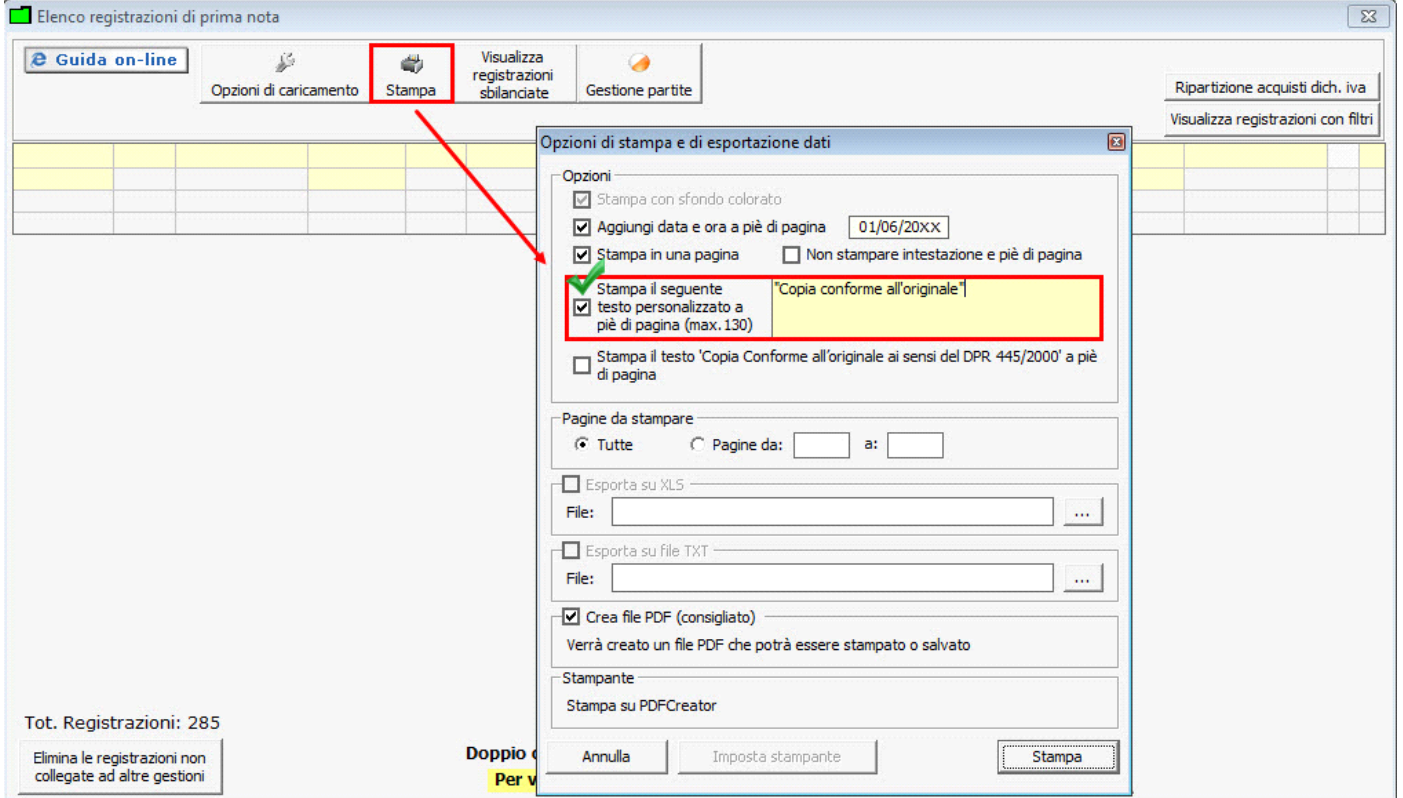 Elenco registrazioni di prima nota
Guida on-line
Opzioni di caricamento
Stampa
Visualizza
registrazioni
sbilanciate
Gestione partite
Ripartizione acquisti dich. iva
Visualizza registrazioni con filtri
Opzioni di stampa e di esportazione dati
Opzioni
Stampa con sfondo colorato
Aggiungi data e ora a piè di pagina 01/06/20XX
Stampa in una pagina Non stampare intestazione e piè di pagina
Stampa il seguente
testo personalizzato a
piè di pagina (max.130)
"Copia conforme all'originale"
Stampa il testo 'Copia Conforme all’originale ai sensi del DPR 445/2000' a piè
di pagina
Pagine da stampare
Tutte Pagine da: a:
Esporta su XLS
File: ...
Esporta su file TXT
File: ...
Crea file PDF (consigliato)
Verrà creato un file PDF che potrà essere stampato o salvato
Stampante
Stampa su PDFCreator
Annulla Imposta stampante Stampa
Tot. Registrazioni: 285
Elimina le registrazioni non
collegate ad altre gestioni
Doppio
Per v